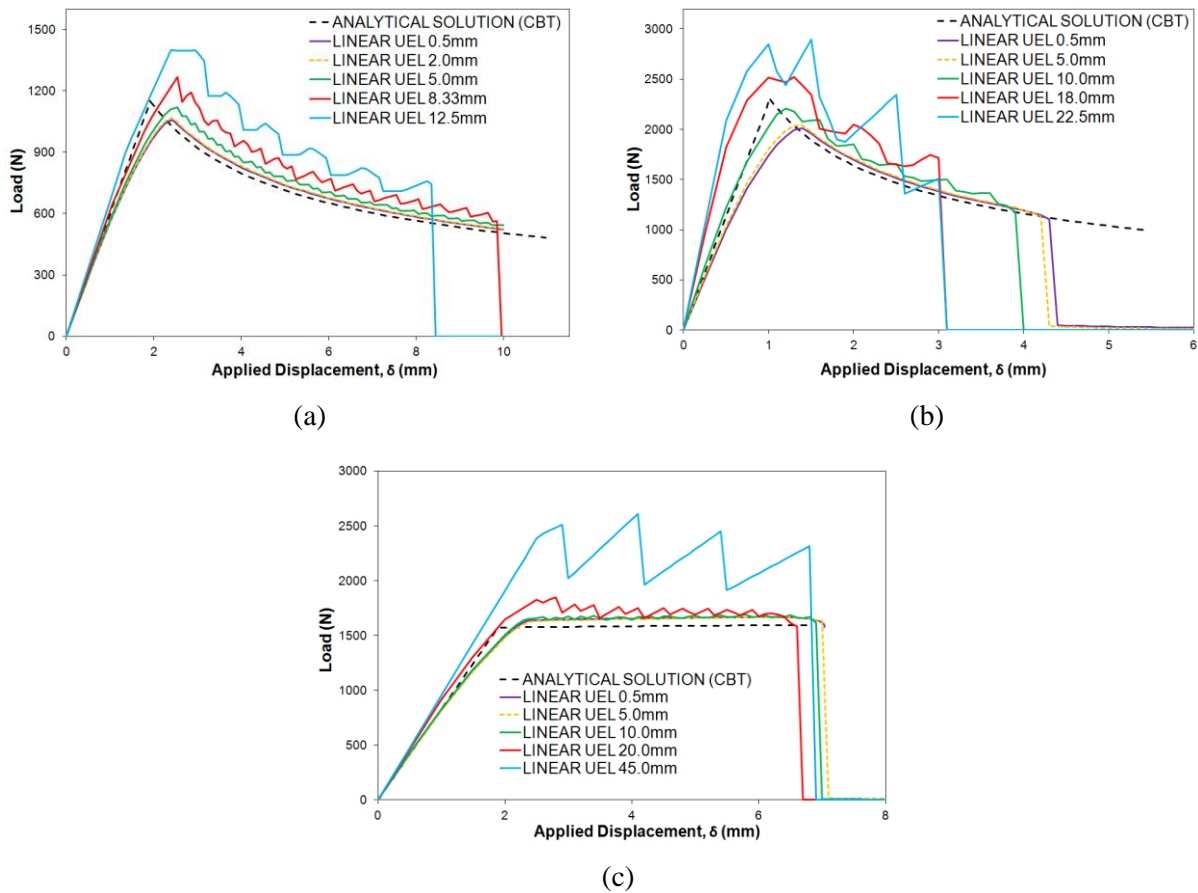 1500
1200
900
600
300
0
Load (N)
ANALYTICAL SOLUTION (CBT)
LINEAR UEL 0.5mm
LINEAR UEL 2.0mm
LINEAR UEL 5.0mm
LINEAR UEL 8.33mm
LINEAR UEL 12.5mm
0 2 4 6 8 10
Applied Displacement, δ (mm)
(a)
3000
2500
2000
1500
1000
500
0
Load (N)
ANALYTICAL SOLUTION (CBT)
LINEAR UEL 0.5mm
LINEAR UEL 5.0mm
LINEAR UEL 10.0mm
LINEAR UEL 18.0mm
LINEAR UEL 22.5mm
0 1 2 3 4 5 6
Applied Displacement, δ (mm)
(b)
3000
2500
2000
1500
1000
500
0
Load (N)
ANALYTICAL SOLUTION (CBT)
LINEAR UEL 0.5mm
LINEAR UEL 5.0mm
LINEAR UEL 10.0mm
LINEAR UEL 20.0mm
LINEAR UEL 45.0mm
0 2 4 6 8
Applied Displacement, δ (mm)
(c)